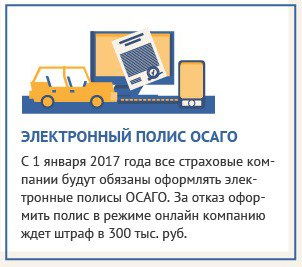 ЭЛЕКТРОННЫЙ ПОЛИС ОСАГО
С 1 января 2017 года все страховые ком-
пании будут обязаны оформлять элек-
тронные полисы ОСАГО. За отказ офор-
мить полис в режиме онлайн компанию
ждет штраф в 300 тыс. руб.